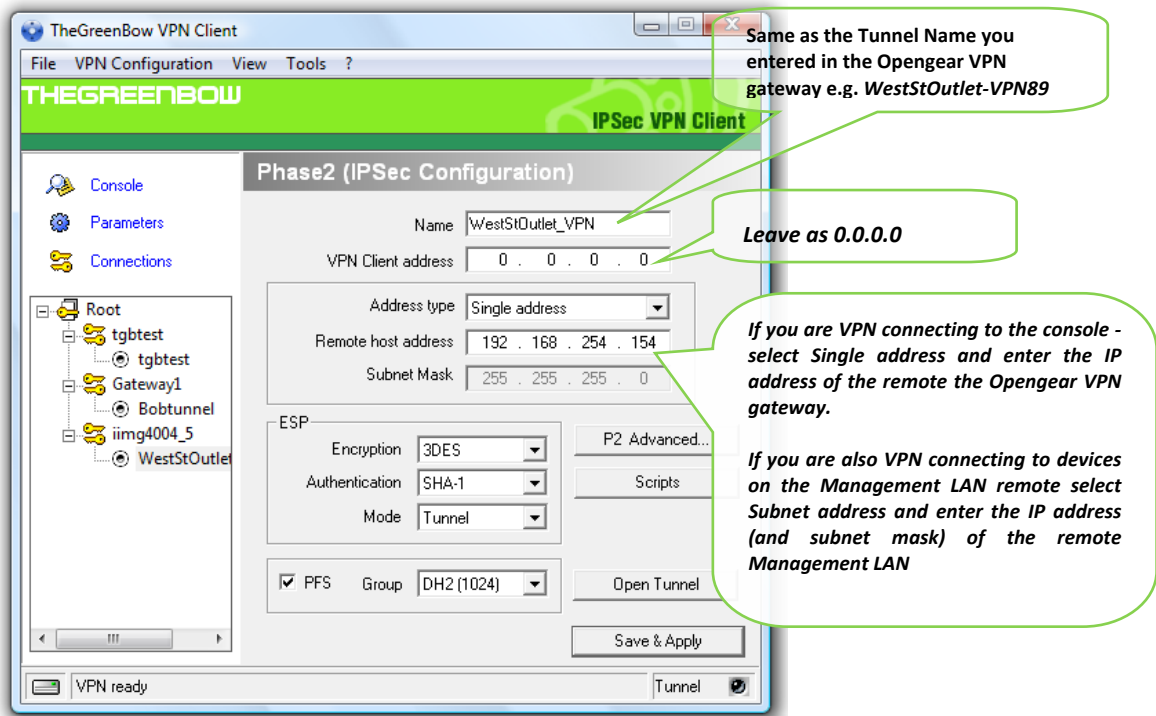 TheGreenBow VPN Client
File VPN Configuration View Tools ?
THEGREENBOW
IPSec VPN Client
Console
Parameters
Connections
Root
tgbtest
tgbtest
Gateway1
Bobtunnel
iimg4004_5
WestStOutlet
Phase2 (IPSec Configuration)
Name WestStOutlet_VPN
VPN Client address 0 . 0 . 0 . 0
Address type Single address
Remote host address 192 . 168 . 254 . 154
Subnet Mask 255 . 255 . 255 . 0
ESP
Encryption 3DES
Authentication SHA-1
Mode Tunnel
P2 Advanced...
Scripts
PFS Group DH2 (1024)
Open Tunnel
Save & Apply
VPN ready
Tunnel
Same as the Tunnel Name you
entered in the Opengear VPN
gateway e.g. WestStOutlet-VPN89
Leave as 0.0.0.0
If you are VPN connecting to the console -
select Single address and enter the IP
address of the remote the Opengear VPN
gateway.
If you are also VPN connecting to devices
on the Management LAN remote select
Subnet address and enter the IP address
(and subnet mask) of the remote
Management LAN